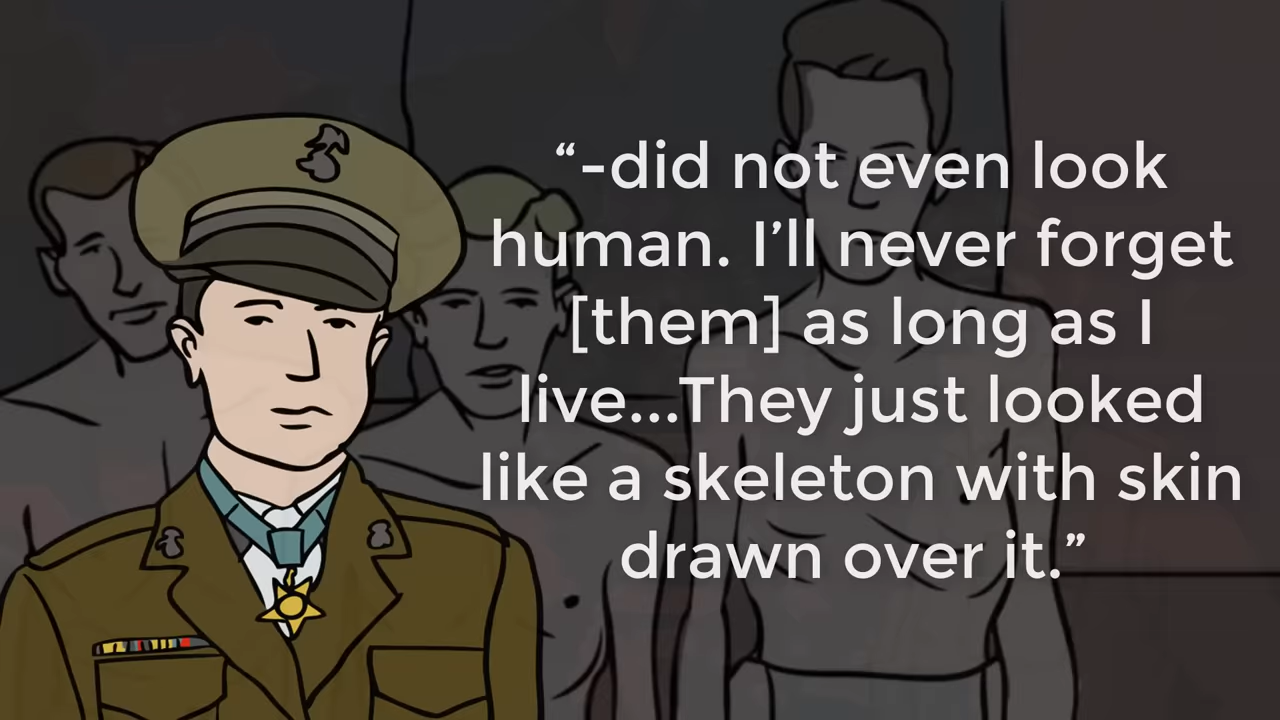 “-did not even look
human. I’ll never forget
[them] as long as I
live...They just looked
like a skeleton with skin
drawn over it.”